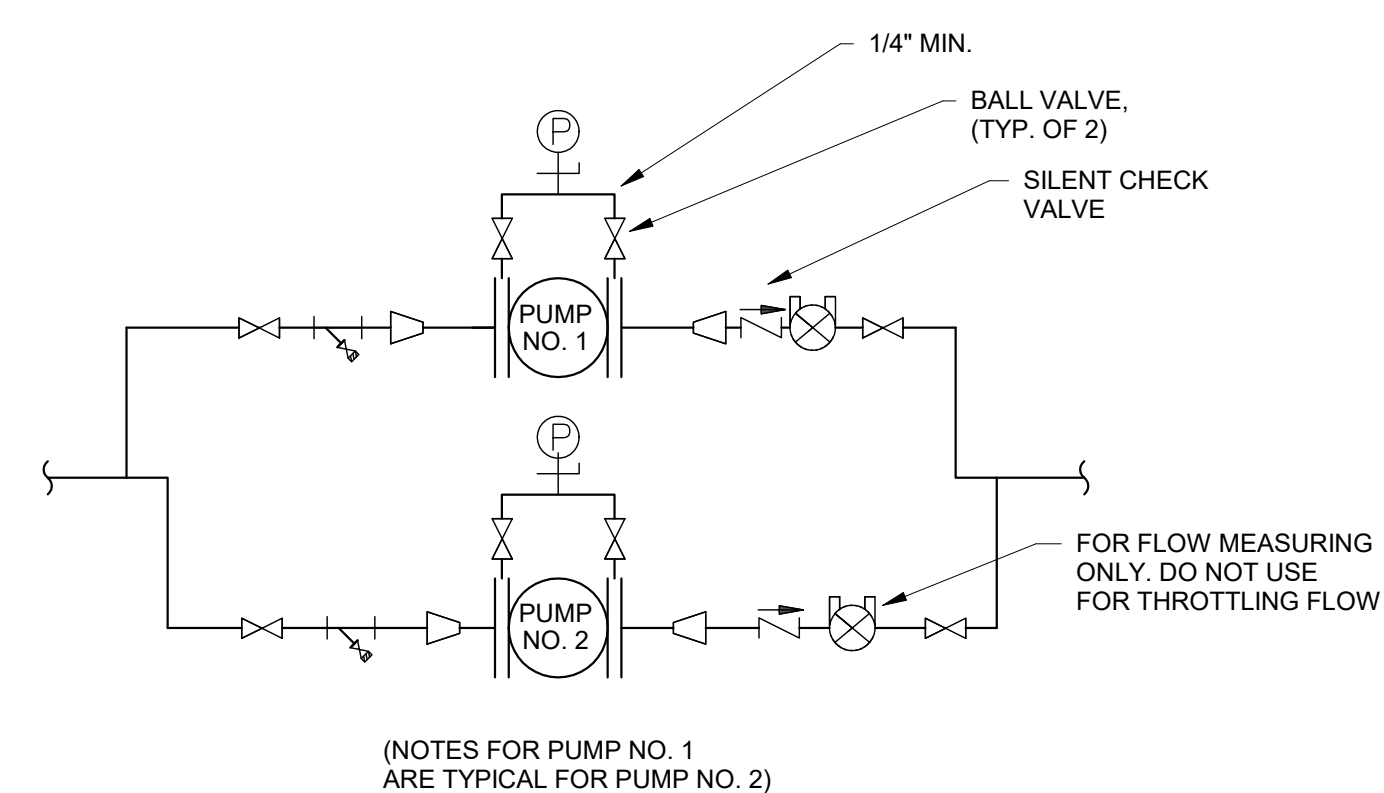 1/4" MIN.
BALL VALVE,
(TYP. OF 2)
SILENT CHECK
VALVE
P
PUMP
NO. 1
P
FOR FLOW MEASURING
ONLY. DO NOT USE
FOR THROTTLING FLOW
PUMP
NO. 2
(NOTES FOR PUMP NO. 1
ARE TYPICAL FOR PUMP NO. 2)